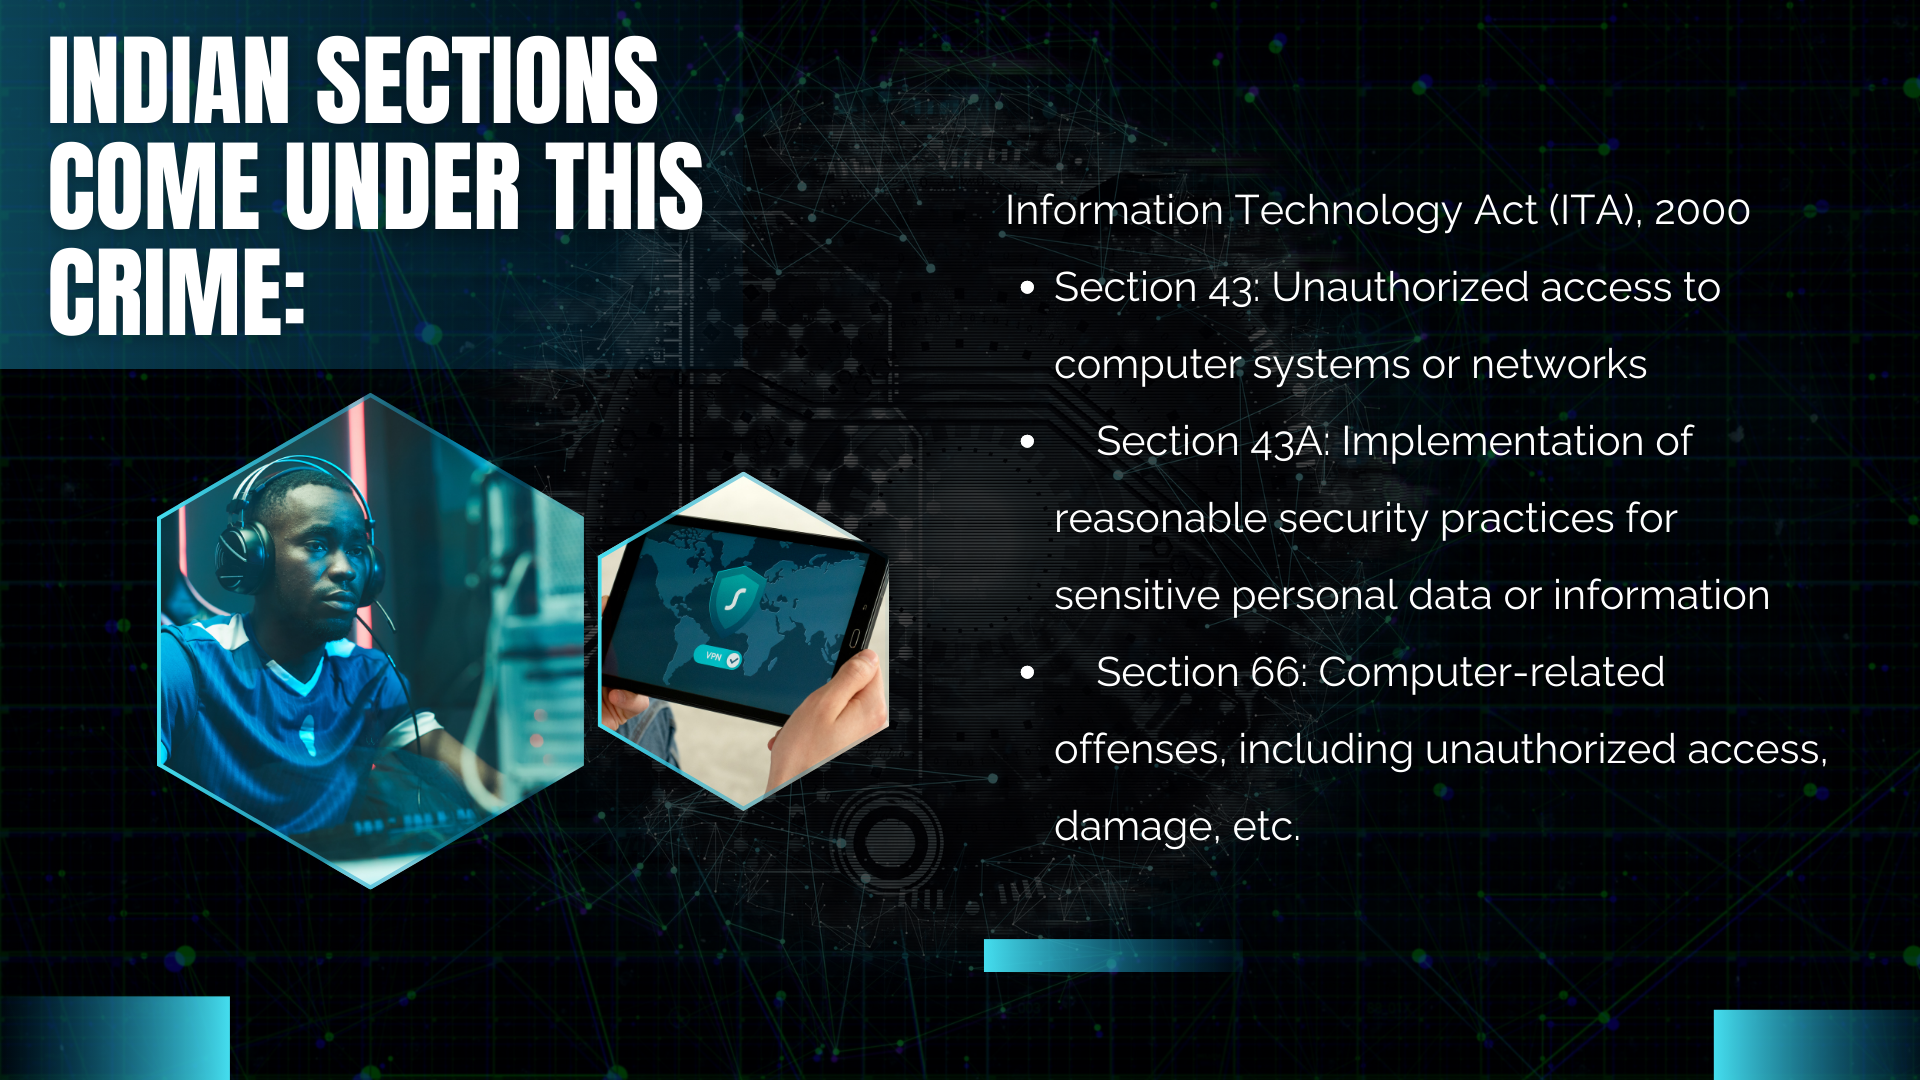 INDIAN SECTIONS
COME UNDER THIS
CRIME:
Information Technology Act (ITA), 2000
• Section 43: Unauthorized access to
computer systems or networks
• Section 43A: Implementation of
reasonable security practices for
sensitive personal data or information
• Section 66: Computer-related
offenses, including unauthorized access,
damage, etc.
VPN